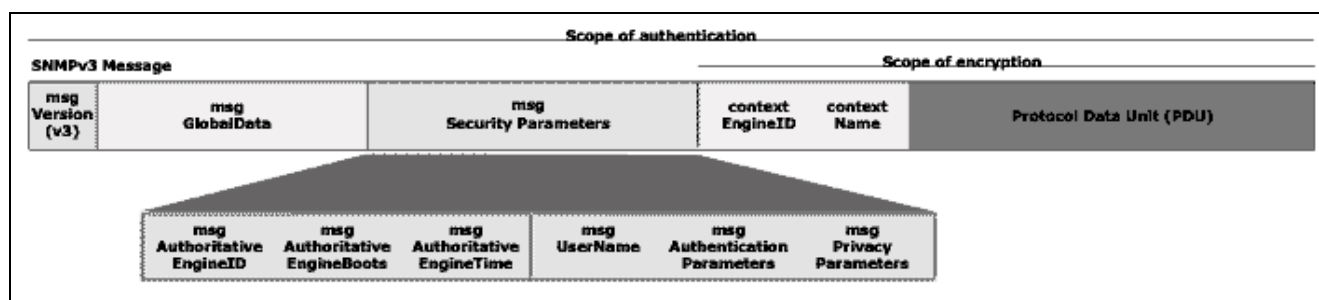 Scope of authentication
SNMPv3 Message
Scope of encryption
msg
Version
(v3)
msg
GlobalData
msg
Security Parameters
context
EngineID
context
Name
Protocol Data Unit (PDU)
msg
Authoritative
EngineID
msg
Authoritative
EngineBoots
msg
Authoritative
EngineTime
msg
UserName
msg
Authentication
Parameters
msg
Privacy
Parameters